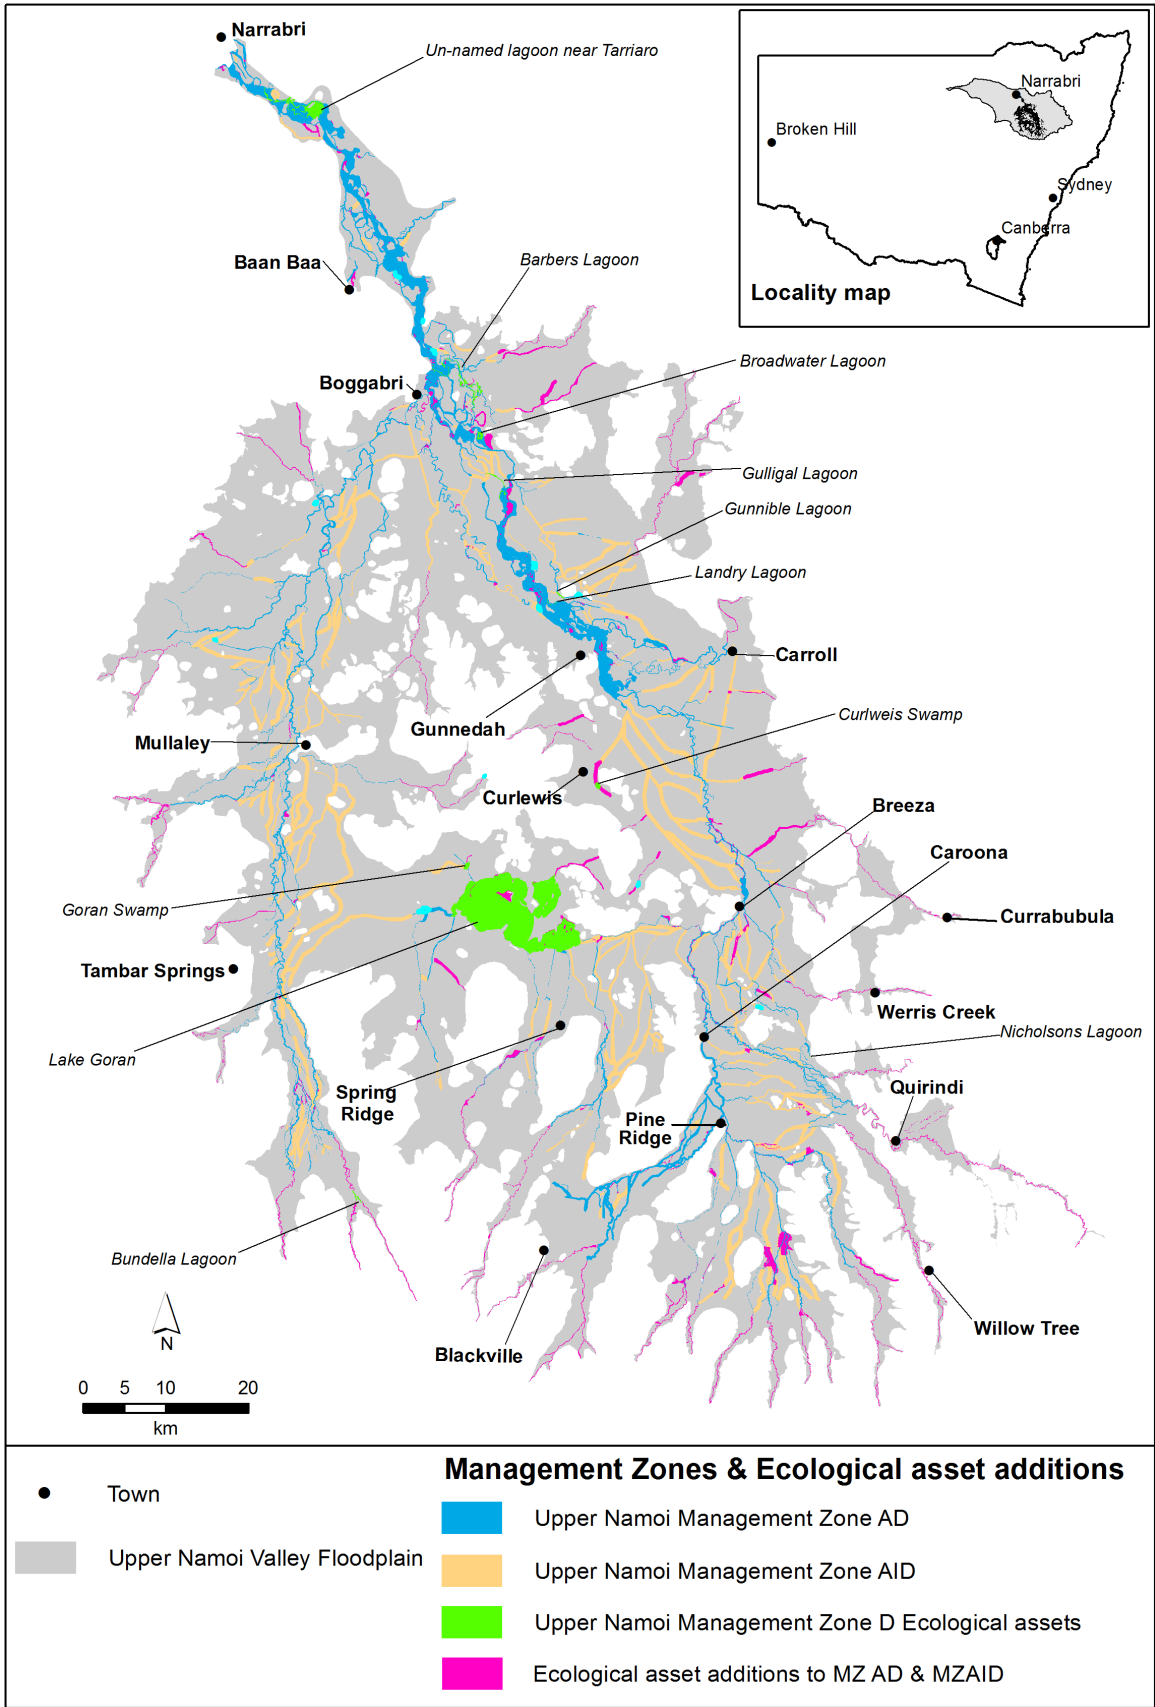 Narrabri
Un-named lagoon near Tarriaro
Narrabri
Broken Hill
Sydney
Canberra
Locality map
Baan Baa
Barbers Lagoon
Broadwater Lagoon
Boggabri
Gulligal Lagoon
Gunnible Lagoon
Landry Lagoon
Carroll
Gunnedah
Curlweis Swamp
Mullaley
Curlewis
Breeza
Caroona
Goran Swamp
Currabubula
Tambar Springs
Werris Creek
Nicholsons Lagoon
Lake Goran
Quirindi
Spring
Ridge
Pine
Ridge
Bundella Lagoon
Willow Tree
Blackville
N
0 5 10 20
km
Management Zones & Ecological asset additions
Town
Upper Namoi Valley Floodplain
Upper Namoi Management Zone AD
Upper Namoi Management Zone AID
Upper Namoi Management Zone D Ecological assets
Ecological asset additions to MZ AD & MZAID